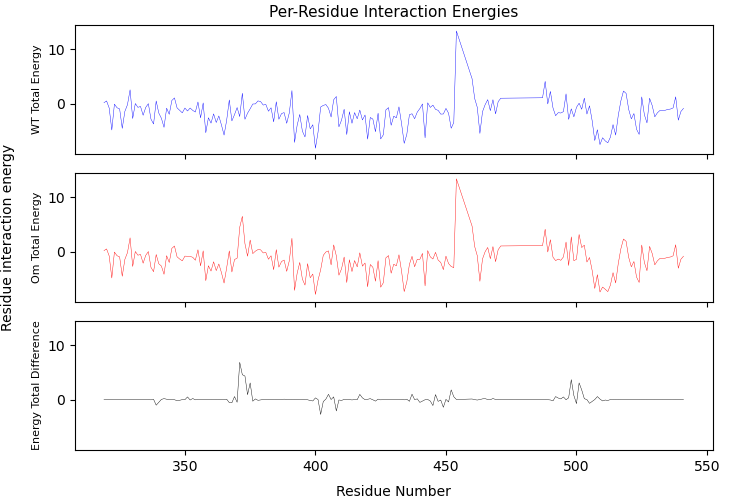 Per-Residue Interaction Energies
Residue interaction energy
WT Total Energy
10
0
Om Total Energy
10
0
Energy Total Difference
10
0
350 400 450 500 550
Residue Number